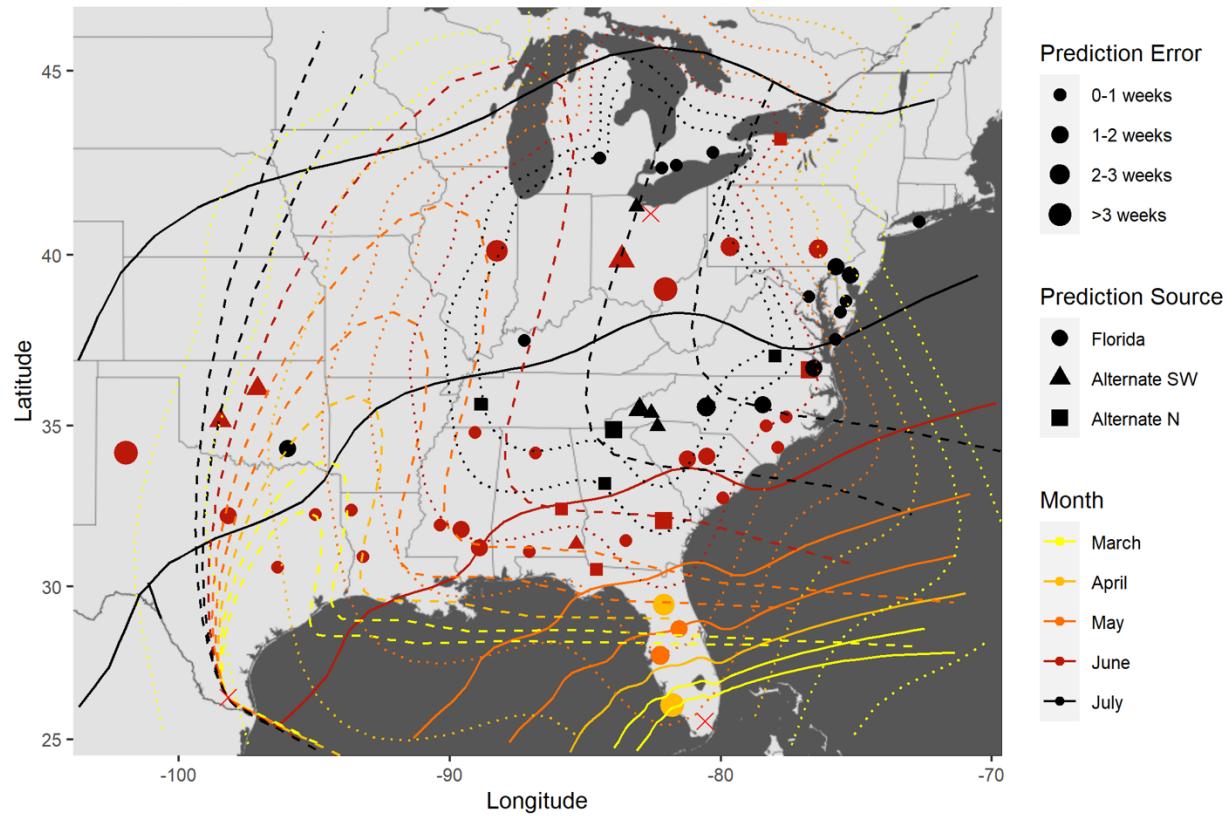 45
40
35
30
25
Latitude
-100
-90
-80
-70
Longitude
Prediction Error
0-1 weeks
1-2 weeks
2-3 weeks
>3 weeks
Prediction Source
Florida
Alternate SW
Alternate N
Month
March
April
May
June
July